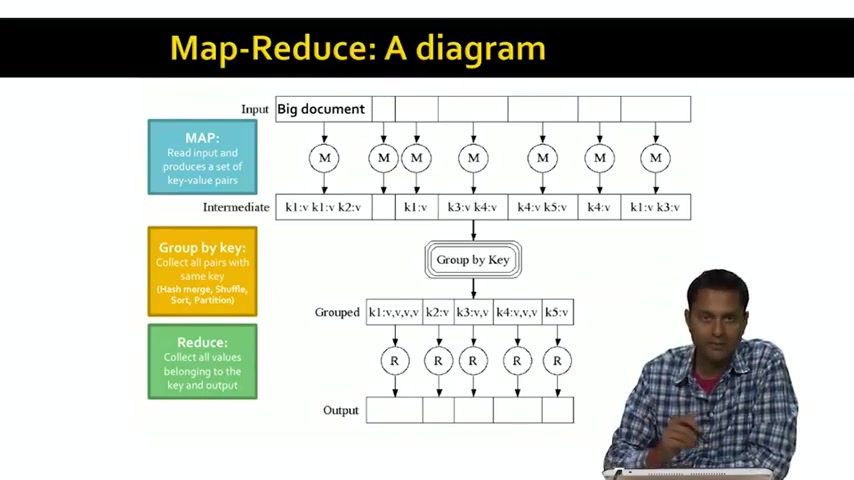 Map-Reduce: A diagram
Input
Big document
MAP:
Read input and
produces a set of
key-value pairs
M M M M M M M
Intermediate
k1:v k1:v k2:v
k1:v
k3:v k4:v
k4:v k5:v
k4:v
k1:v k3:v
Group by key:
Collect all pairs with
same key
(Hash merge, Shuffle,
Sort, Partition)
Group by Key
Grouped
k1:v,v,v,v
k2:v
k3:v,v
k4:v,v,v
k5:v
Reduce:
Collect all values
belonging to the
key and output
R R R R R
Output